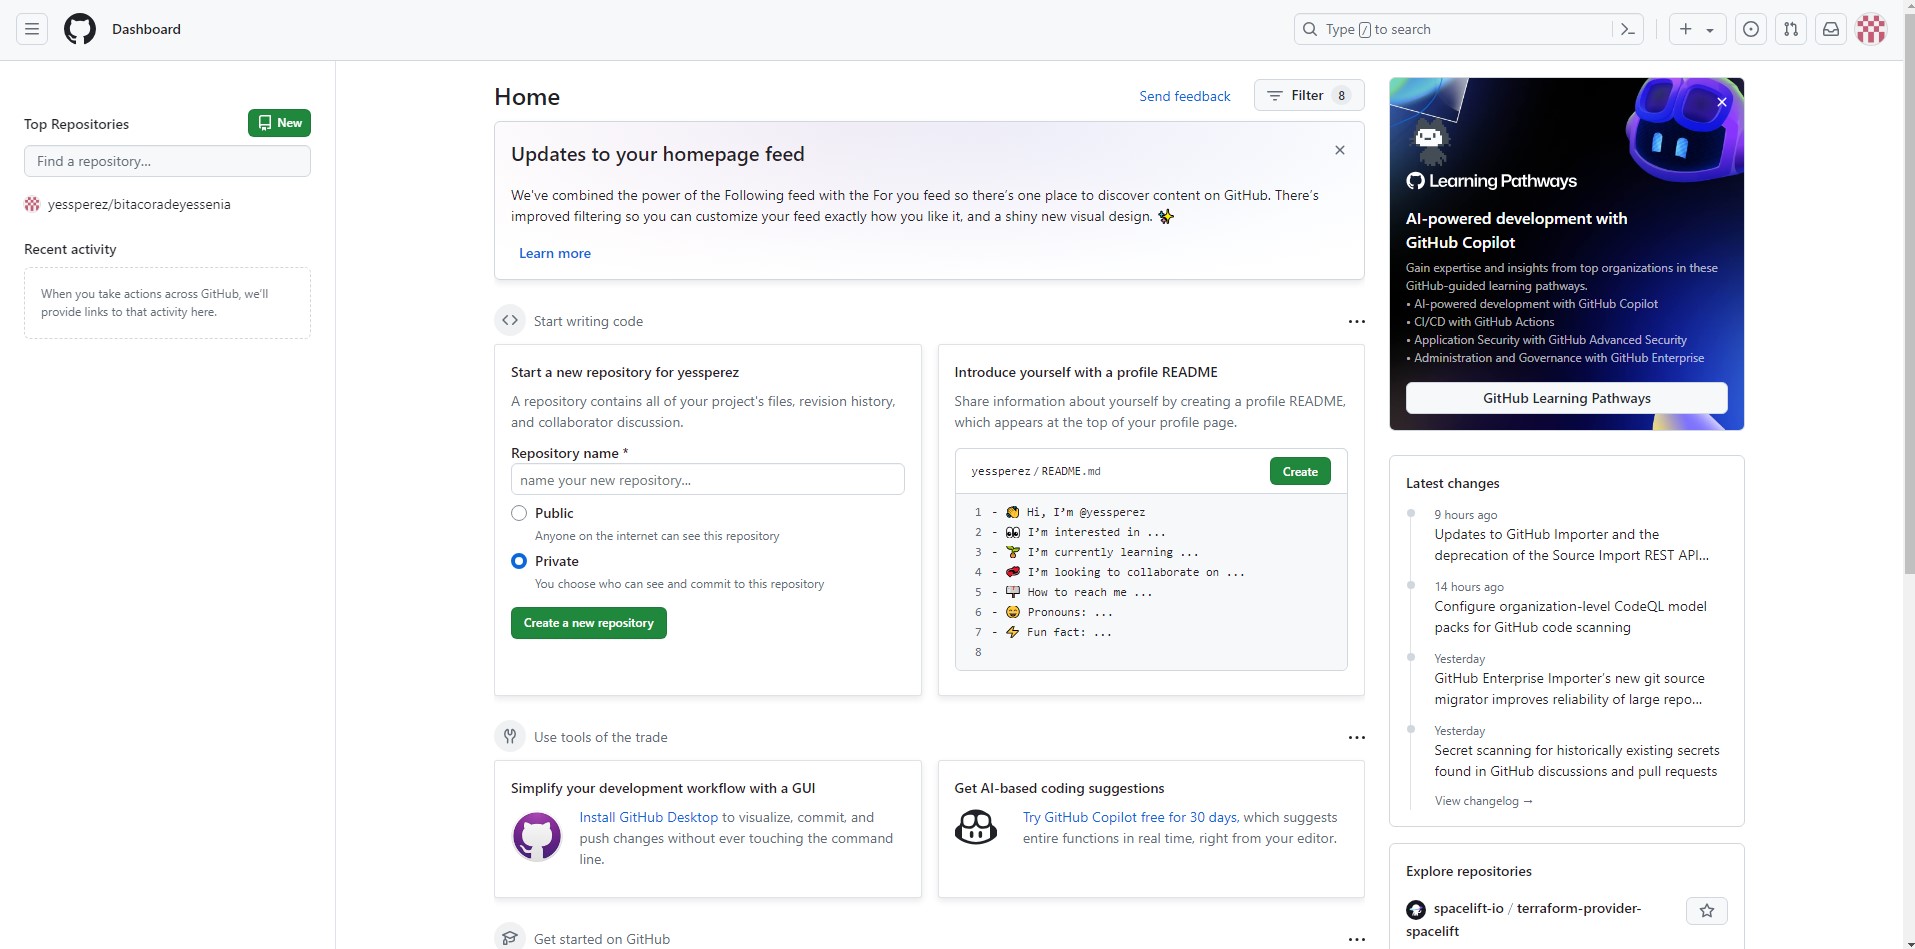 Dashboard
Type / to search
Top Repositories
New
Find a repository...
yessperez/bitacoradeyessenia
Recent activity
When you take actions across GitHub, we'll
provide links to that activity here.
Home
Send feedback
Filter 8
Updates to your homepage feed
We've combined the power of the Following feed with the For you feed so there's one place to discover content on GitHub. There's
improved filtering so you can customize your feed exactly how you like it, and a shiny new visual design. ✨
Learn more
Start writing code
Start a new repository for yessperez
A repository contains all of your project's files, revision history,
and collaborator discussion.
Repository name *
name your new repository...
Public
Anyone on the internet can see this repository
Private
You choose who can see and commit to this repository
Create a new repository
Introduce yourself with a profile README
Share information about yourself by creating a profile README,
which appears at the top of your profile page.
yessperez / README.md
Create
1 - 👋 Hi, I'm @yessperez
2 - 👀 I'm interested in ...
3 - 🌱 I'm currently learning ...
4 - 💞️ I'm looking to collaborate on ...
5 - 📫 How to reach me ...
6 - 😄 Pronouns: ...
7 - ⚡ Fun fact: ...
8
Use tools of the trade
Simplify your development workflow with a GUI
Install GitHub Desktop to visualize, commit, and
push changes without ever touching the command
line.
Get AI-based coding suggestions
Try GitHub Copilot free for 30 days, which suggests
entire functions in real time, right from your editor.
Get started on GitHub
Learning Pathways
AI-powered development with
GitHub Copilot
Gain expertise and insights from top organizations in these
GitHub-guided learning pathways.
• AI-powered development with GitHub Copilot
• CI/CD with GitHub Actions
• Application Security with GitHub Advanced Security
• Administration and Governance with GitHub Enterprise
GitHub Learning Pathways
Latest changes
9 hours ago
Updates to GitHub Importer and the
deprecation of the Source Import REST API...
14 hours ago
Configure organization-level CodeQL model
packs for GitHub code scanning
Yesterday
GitHub Enterprise Importer's new git source
migrator improves reliability of large repo...
Yesterday
Secret scanning for historically existing secrets
found in GitHub discussions and pull requests
View changelog →
Explore repositories
spacelift-io / terraform-provider-
spacelift